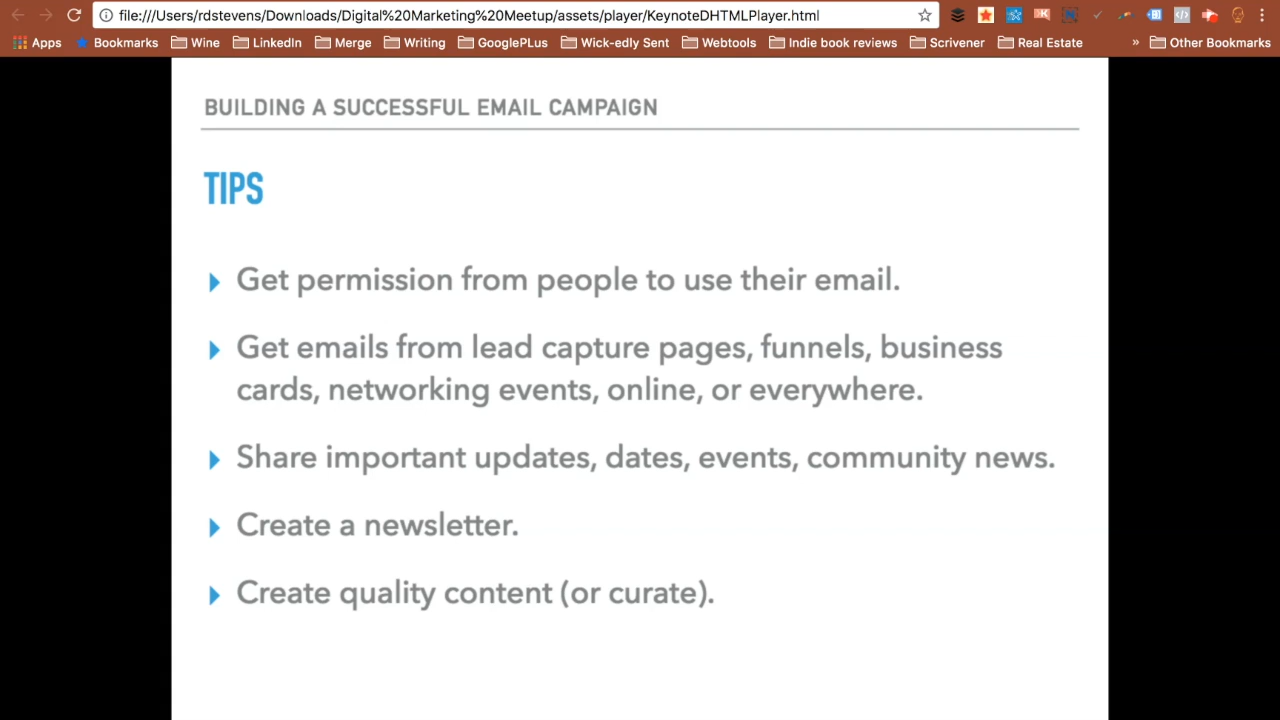 file:///Users/rdstevens/Downloads/Digital%20Marketing%20Meetup/assets/player/KeynoteDHTMLPlayer.html
Apps Bookmarks Wine LinkedIn Merge Writing GooglePLus Wick-edly Sent Webtools Indie book reviews Scrivener Real Estate » Other Bookmarks
BUILDING A SUCCESSFUL EMAIL CAMPAIGN
TIPS
Get permission from people to use their email.
Get emails from lead capture pages, funnels, business
cards, networking events, online, or everywhere.
Share important updates, dates, events, community news.
Create a newsletter.
Create quality content (or curate).